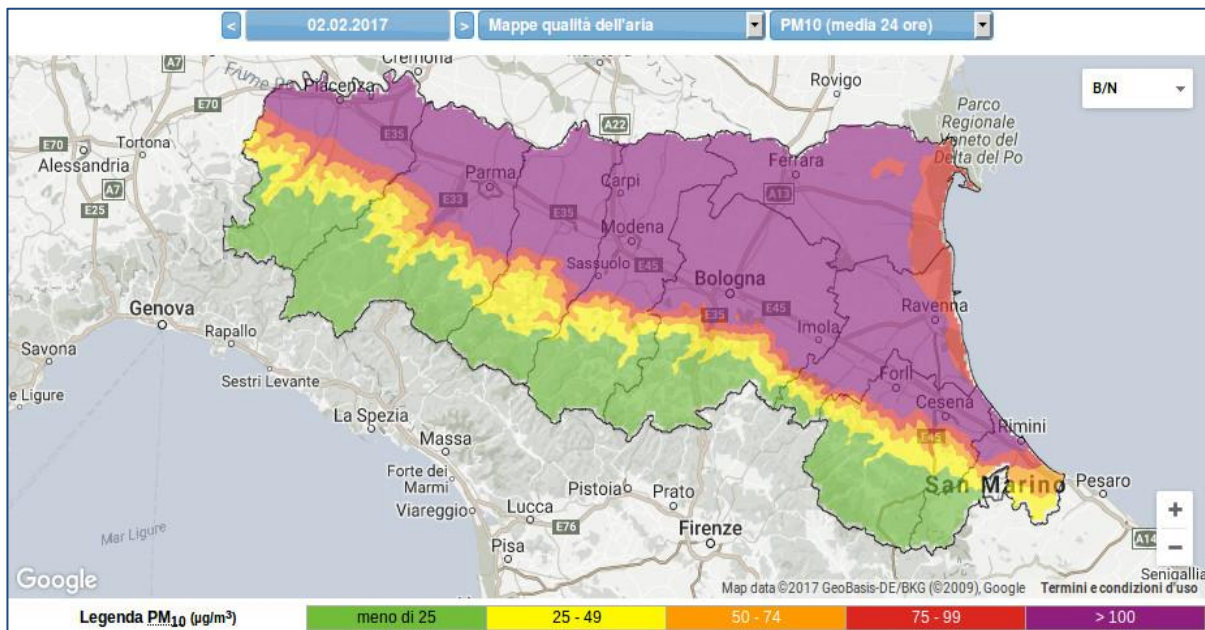 < 02.02.2017 > Mappe qualità dell'aria PM10 (media 24 ore)
A7
Cremona
Fiume Po
Piacenza
Rovigo
B/N
E70
Parco
Regionale
Veneto del
Delta del Po
Tortona
E70
Alessandria
E35
A22
Ferrara
A7
Parma
Carpi
A13
E25
E33
E35
Modena
Sassuolo
E45
Bologna
Genova
E45
Ravenna
E35
Imola
Rapallo
Savona
Sestri Levante
Forlì
e Ligure
Cesena
La Spezia
Rimini
Massa
E45
Forte dei
Marmi
San Marino
Pistoia
Pesaro
Prato
Viareggio
Lucca
+
E76
Firenze
Mar Ligure
A14
−
Pisa
Senigallia
Google
Map data ©2017 GeoBasis-DE/BKG (©2009), Google Termini e condizioni d'uso
Legenda PM10 (µg/m³) meno di 25 25 - 49 50 - 74 75 - 99 > 100